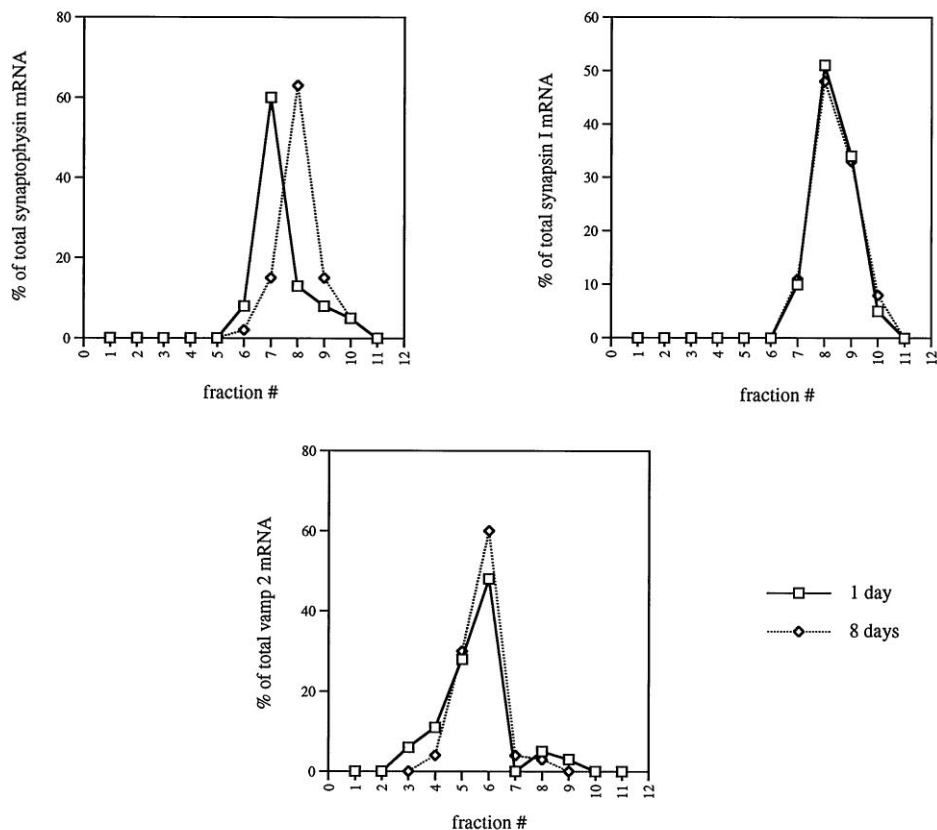 80
60
40
20
0
% of total synaptophysin mRNA
0 1 2 3 4 5 6 7 8 9 10 11 12
fraction #
60
50
40
30
20
10
0
% of total synapsin I mRNA
0 1 2 3 4 5 6 7 8 9 10 11 12
fraction #
80
60
40
20
0
% of total vamp 2 mRNA
0 1 2 3 4 5 6 7 8 9 10 11 12
fraction #
1 day
8 days